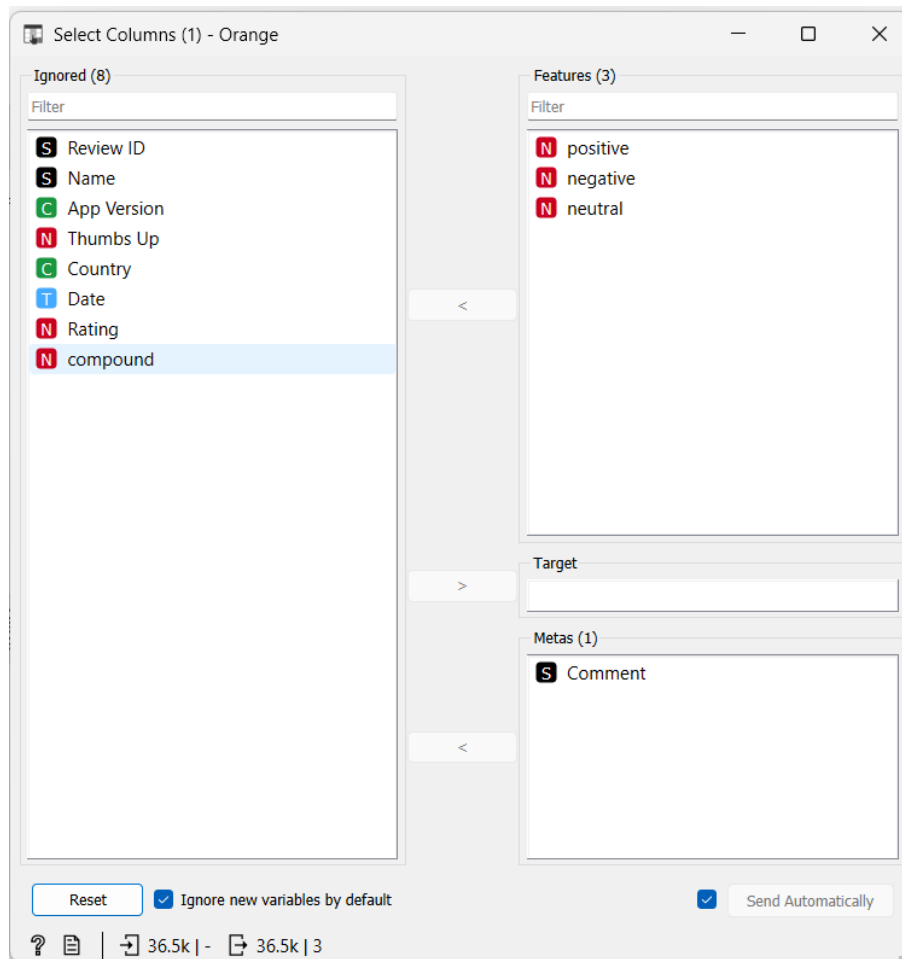 Select Columns (1) - Orange
Ignored (8)
Filter
S Review ID
S Name
C App Version
N Thumbs Up
C Country
T Date
N Rating
N compound
<
>
<
Features (3)
Filter
N positive
N negative
N neutral
Target
Metas (1)
S Comment
Reset
Ignore new variables by default
Send Automatically
? 36.5k | - 36.5k | 3